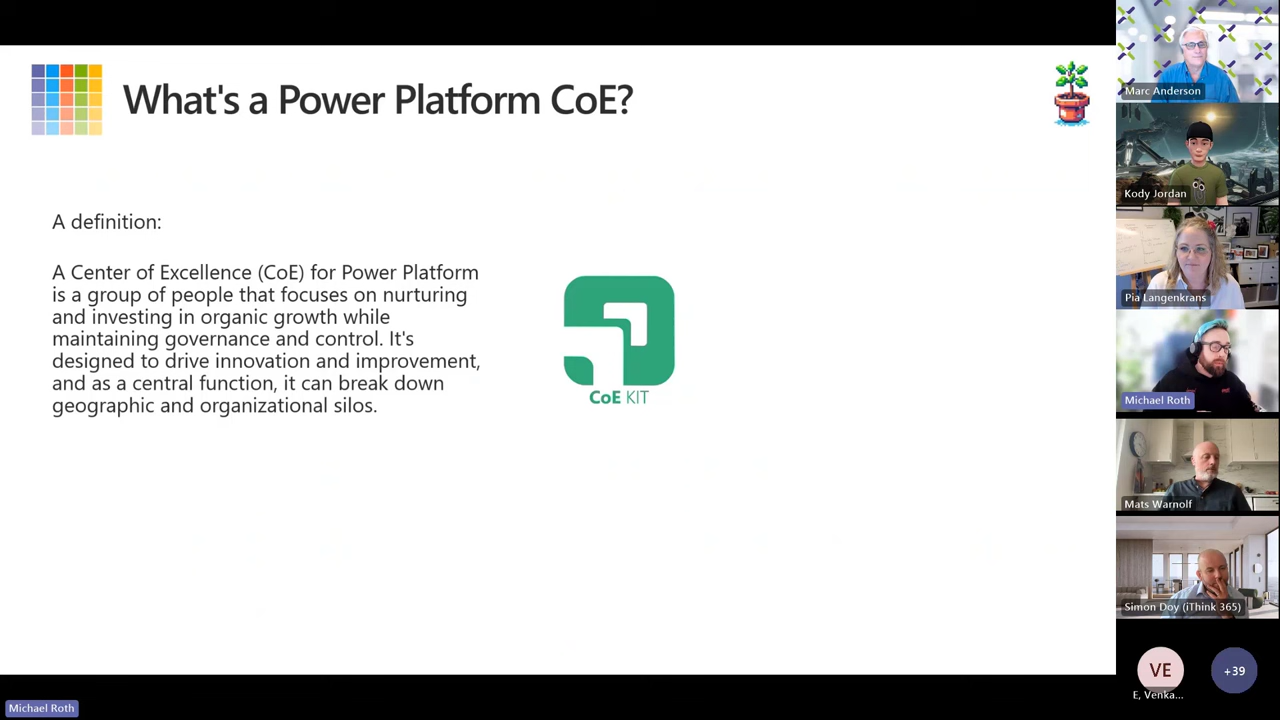 What's a Power Platform CoE?
A definition:
A Center of Excellence (CoE) for Power Platform
is a group of people that focuses on nurturing
and investing in organic growth while
maintaining governance and control. It's
designed to drive innovation and improvement,
and as a central function, it can break down
geographic and organizational silos.
CoE KIT
Marc Anderson
Kody Jordan
Pia Langenkrans
Michael Roth
Mats Warnolf
Simon Doy (iThink 365)
VE
E, Venka...
+39
Michael Roth